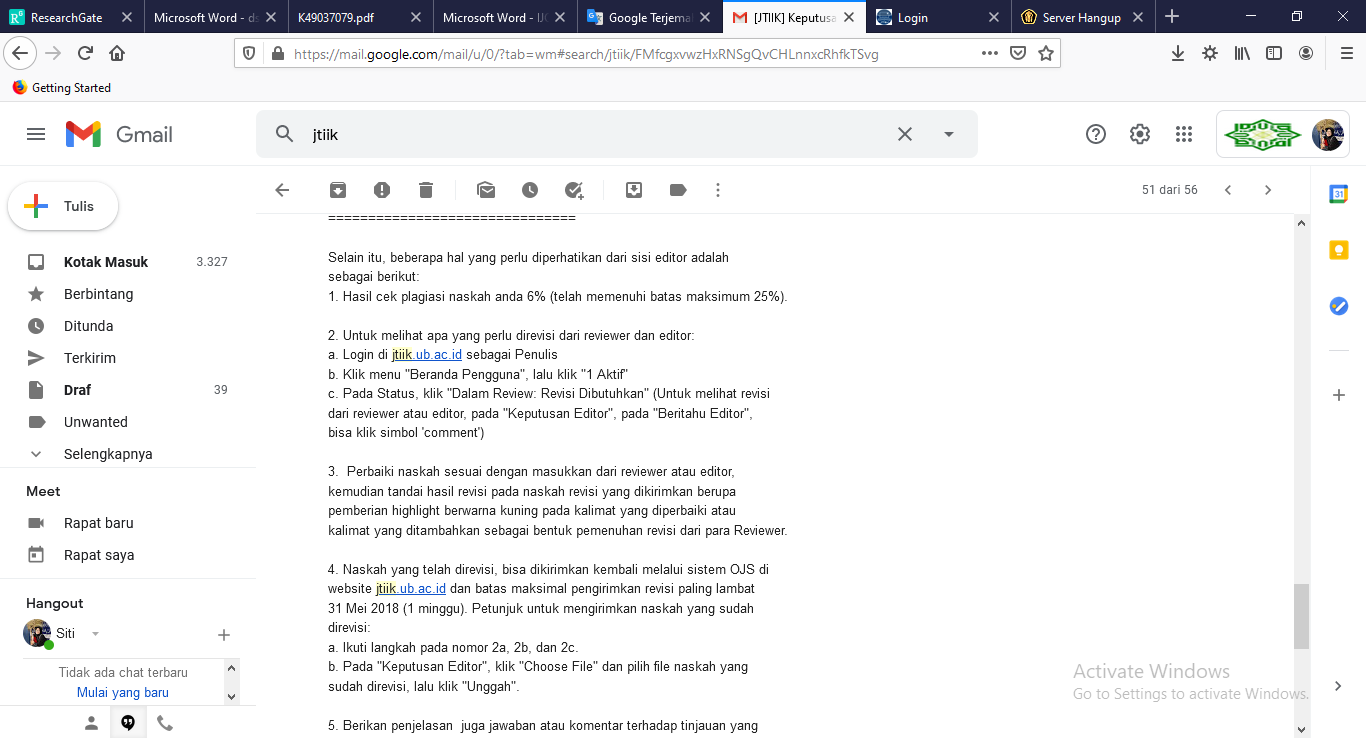 ResearchGate
Microsoft Word - ds
K49037079.pdf
Microsoft Word - IJC
Google Terjemah
[JTIIK] Keputusa
Login
Server Hangup
https://mail.google.com/mail/u/0/?tab=wm#search/jtiik/FMfcgxvwzHxRNSgQvCHLnnxcRhfkTSvg
Getting Started
Gmail
jtiik
Tulis
51 dari 56
Kotak Masuk 3.327
Berbintang
Ditunda
Terkirim
Draf 39
Unwanted
Selengkapnya
Meet
Rapat baru
Rapat saya
Hangout
Siti
Tidak ada chat terbaru
Mulai yang baru
===============================
Selain itu, beberapa hal yang perlu diperhatikan dari sisi editor adalah
sebagai berikut:
1. Hasil cek plagiasi naskah anda 6% (telah memenuhi batas maksimum 25%).
2. Untuk melihat apa yang perlu direvisi dari reviewer dan editor:
a. Login di jtiik.ub.ac.id sebagai Penulis
b. Klik menu "Beranda Pengguna", lalu klik "1 Aktif"
c. Pada Status, klik "Dalam Review: Revisi Dibutuhkan" (Untuk melihat revisi
dari reviewer atau editor, pada "Keputusan Editor", pada "Beritahu Editor",
bisa klik simbol 'comment')
3.  Perbaiki naskah sesuai dengan masukkan dari reviewer atau editor,
kemudian tandai hasil revisi pada naskah revisi yang dikirimkan berupa
pemberian highlight berwarna kuning pada kalimat yang diperbaiki atau
kalimat yang ditambahkan sebagai bentuk pemenuhan revisi dari para Reviewer.
4. Naskah yang telah direvisi, bisa dikirimkan kembali melalui sistem OJS di
website jtiik.ub.ac.id dan batas maksimal pengirimkan revisi paling lambat
31 Mei 2018 (1 minggu). Petunjuk untuk mengirimkan naskah yang sudah
direvisi:
a. Ikuti langkah pada nomor 2a, 2b, dan 2c.
b. Pada "Keputusan Editor", klik "Choose File" dan pilih file naskah yang
sudah direvisi, lalu klik "Unggah".
5. Berikan penjelasan  juga jawaban atau komentar terhadap tinjauan yang
31
Activate Windows
Go to Settings to activate Windows.